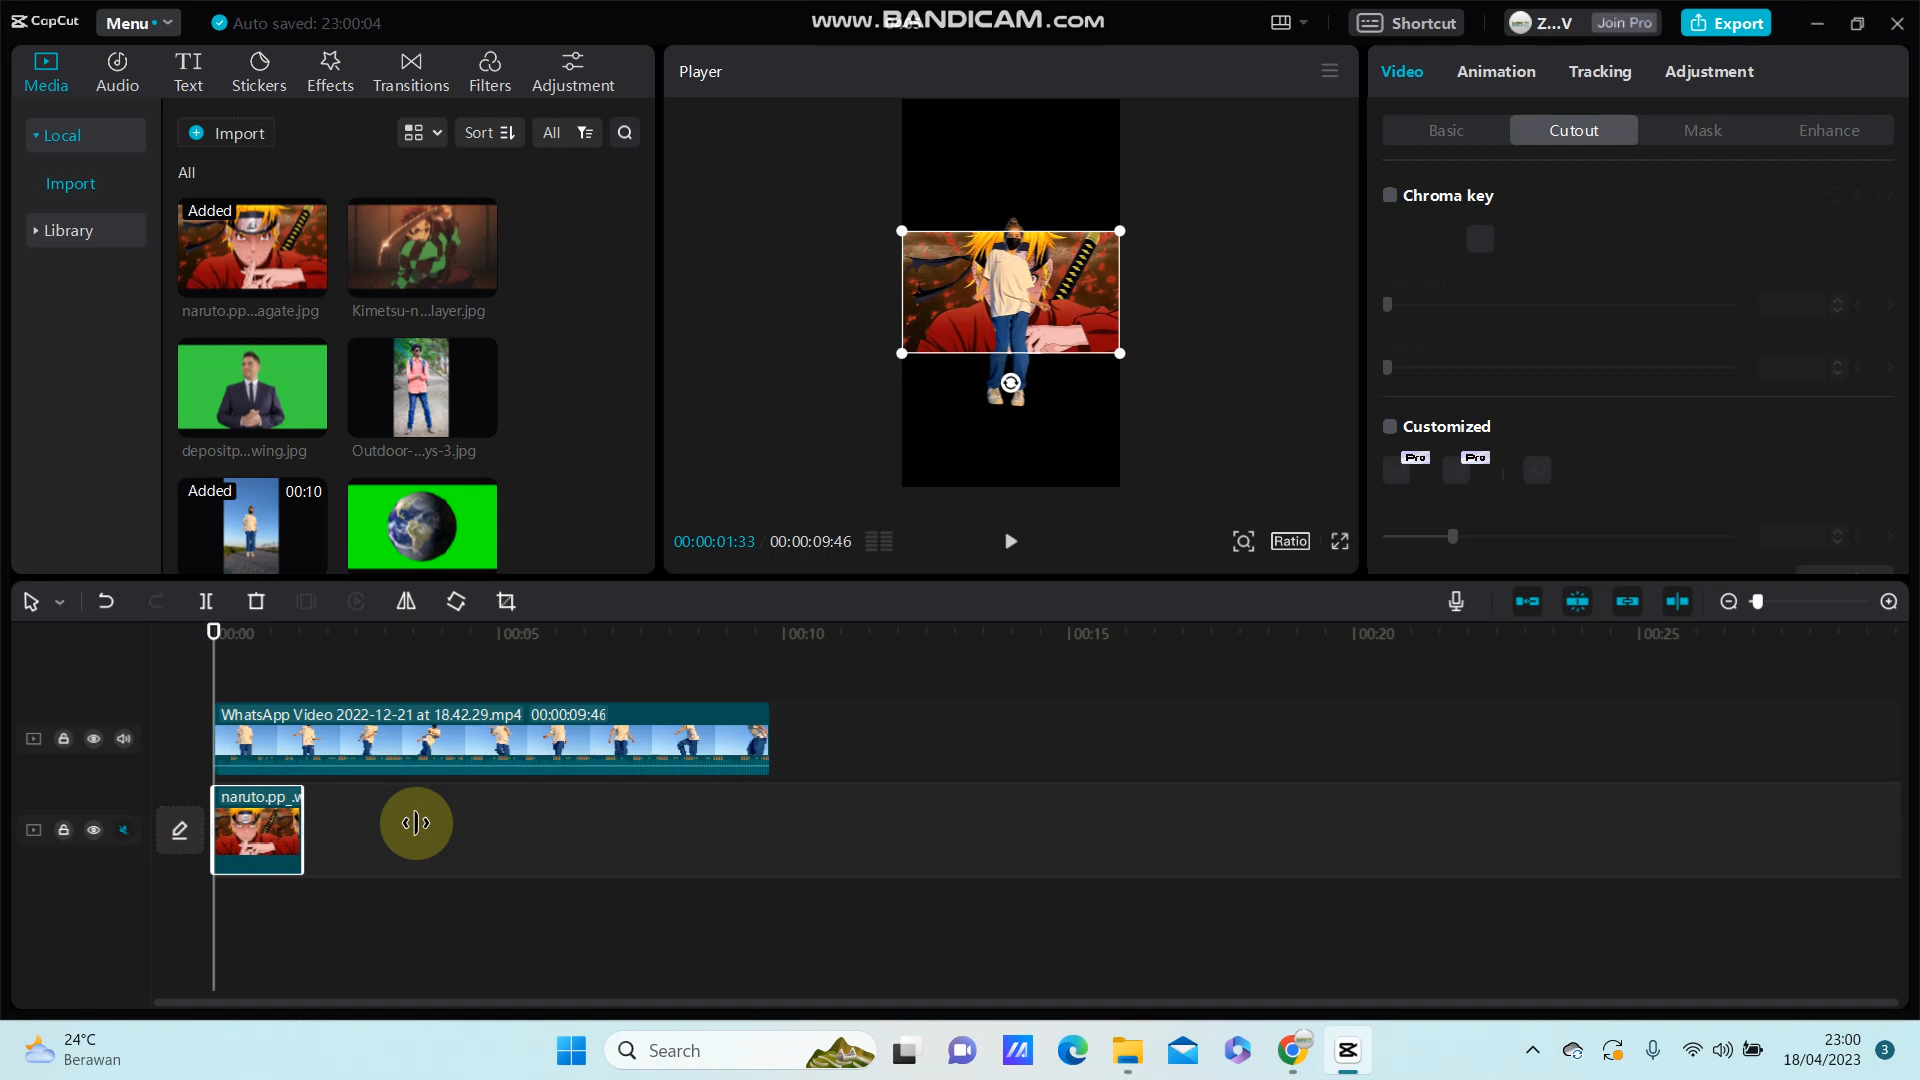 CapCut
Menu
Auto saved: 23:00:04
www.BANDICAM.com
Shortcut
Z...V
Join Pro
Export
Media
Audio
Text
Stickers
Effects
Transitions
Filters
Adjustment
Player
Video
Animation
Tracking
Adjustment
Local
Import
Library
Import
Sort
All
All
Added
naruto.pp...agate.jpg
Kimetsu-n...layer.jpg
depositp...wing.jpg
Outdoor-...ys-3.jpg
Added
00:10
00:00:01:33
00:00:09:46
Ratio
Basic
Cutout
Mask
Enhance
Chroma key
Customized
Pro
Pro
00:00
00:05
00:10
00:15
00:20
00:25
WhatsApp Video 2022-12-21 at 18.42.29.mp4 00:00:09:46
naruto.pp_.w
24°C
Berawan
Search
23:00
18/04/2023
3